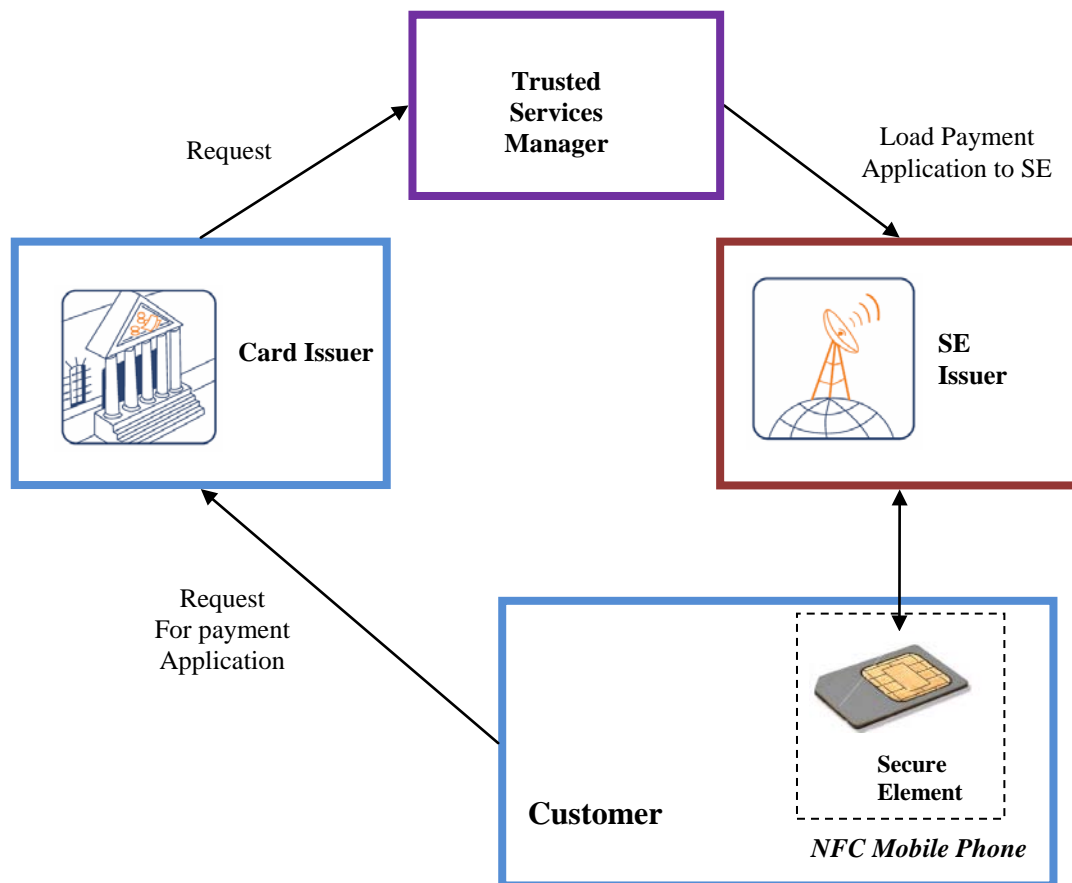 Trusted
Services
Manager
Request
Load Payment
Application to SE
Card Issuer
SE
Issuer
Request
For payment
Application
Secure
Element
Customer
NFC Mobile Phone